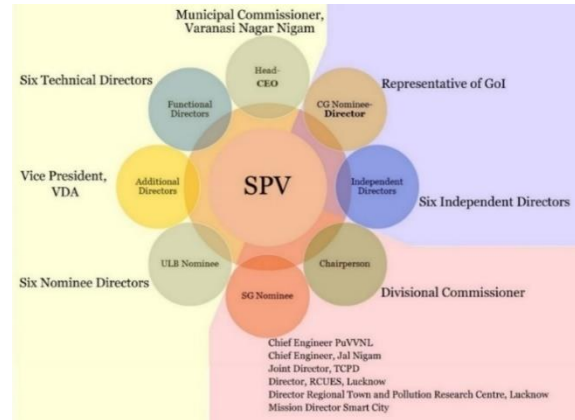 Municipal Commissioner,
Varanasi Nagar Nigam
Head-
CEO
Six Technical Directors
Functional
Directors
CG Nominee-
Director
Representative of GoI
Vice President,
VDA
Additional
Directors
SPV
Independent
Directors
Six Independent Directors
ULB Nominee
Six Nominee Directors
SG Nominee
Chairperson
Divisional Commissioner
Chief Engineer PuVVNL
Chief Engineer, Jal Nigam
Joint Director, TCPD
Director, RCUES, Lucknow
Director Regional Town and Pollution Research Centre, Lucknow
Mission Director Smart City